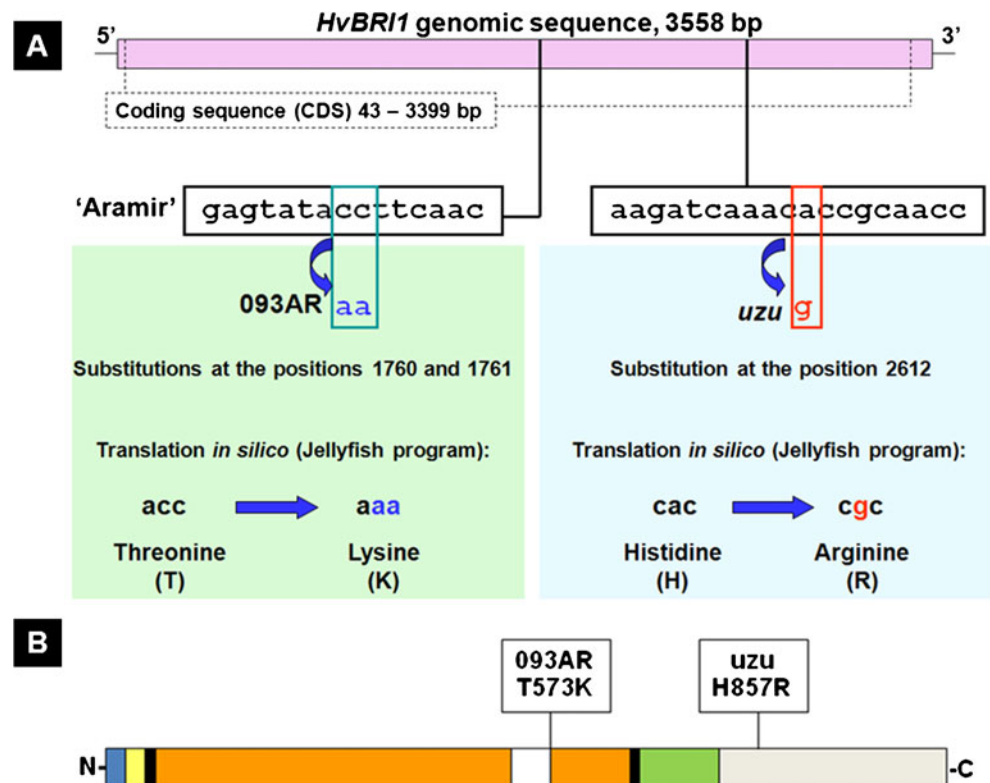 A
HvBRI1 genomic sequence, 3558 bp
5’
3’
Coding sequence (CDS) 43 – 3399 bp
‘Aramir’
gagtataccttcaac
aagatcaaacaccgcaacc
093AR
aa
uzu
g
Substitutions at the positions 1760 and 1761
Substitution at the position 2612
Translation in silico (Jellyfish program):
Translation in silico (Jellyfish program):
acc
aaa
cac
cgc
Threonine
(T)
Lysine
(K)
Histidine
(H)
Arginine
(R)
B
093AR
T573K
uzu
H857R
N-
-C